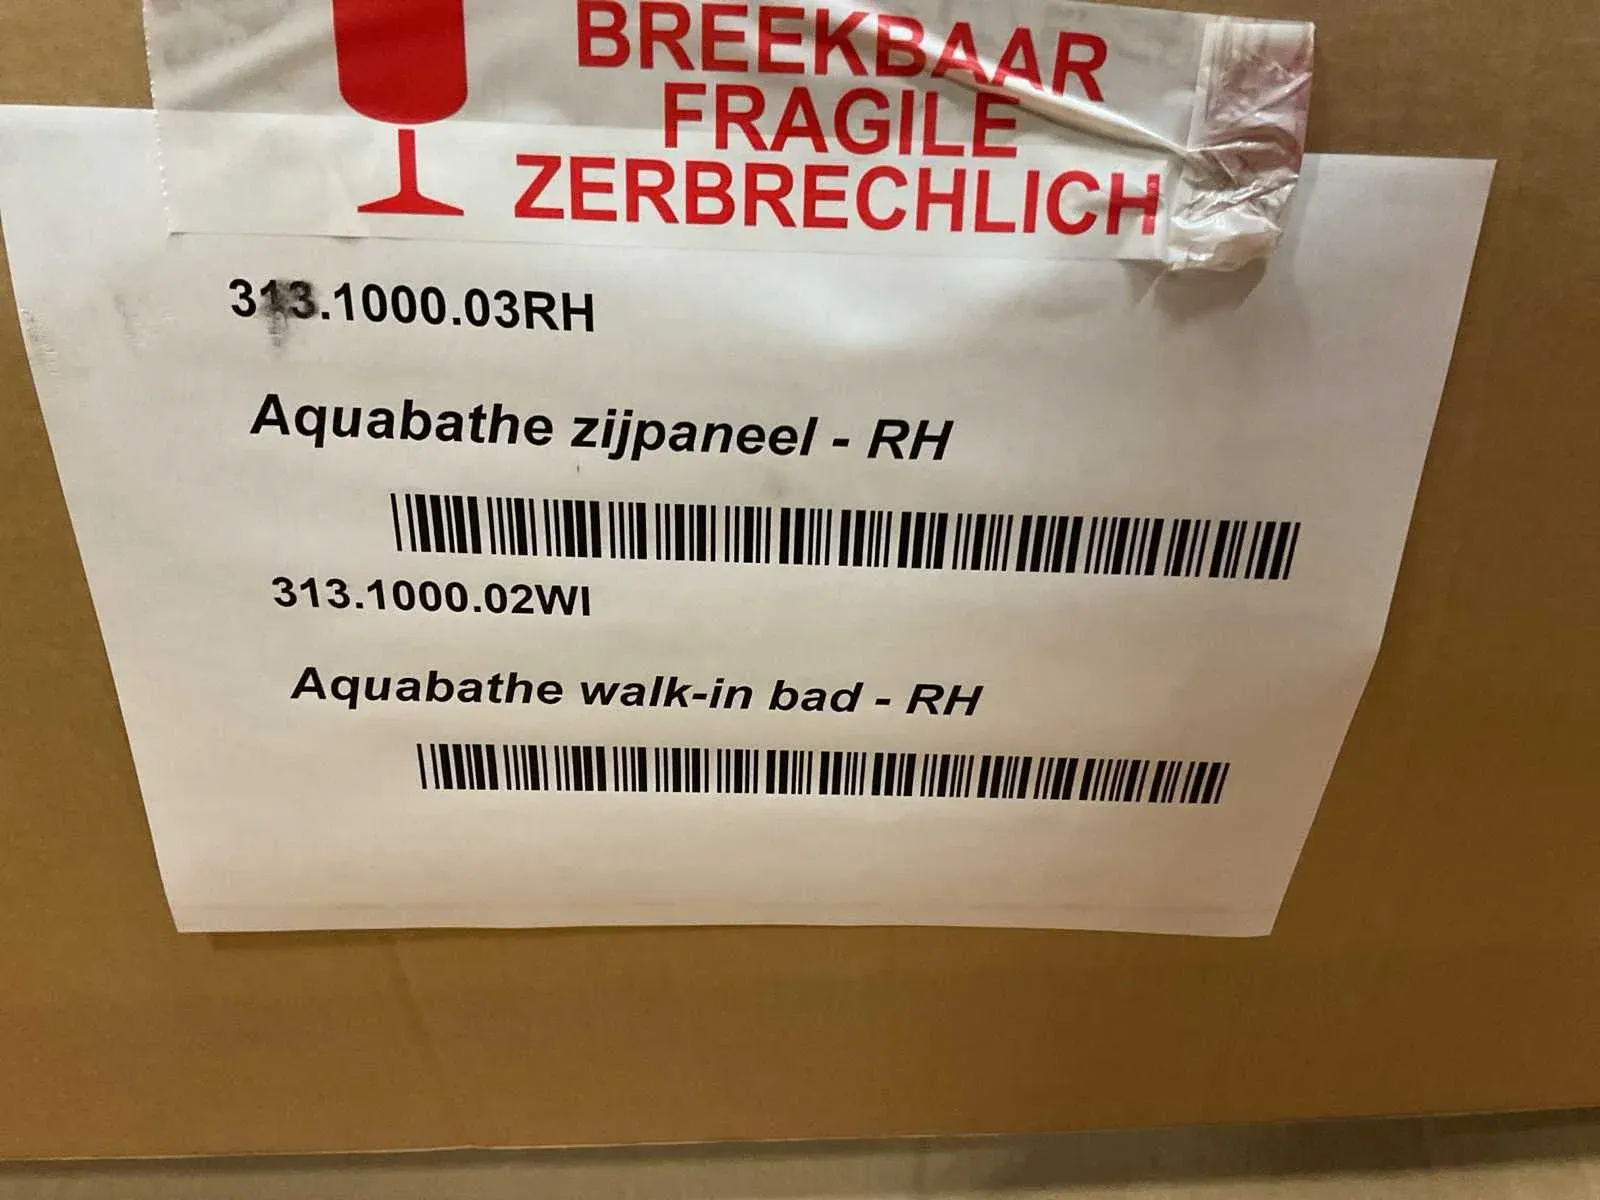 BREEKBAAR
FRAGILE
ZERBRECHLICH
313.1000.03RH
Aquabathe zijpaneel - RH
313.1000.02WI
Aquabathe walk-in bad - RH